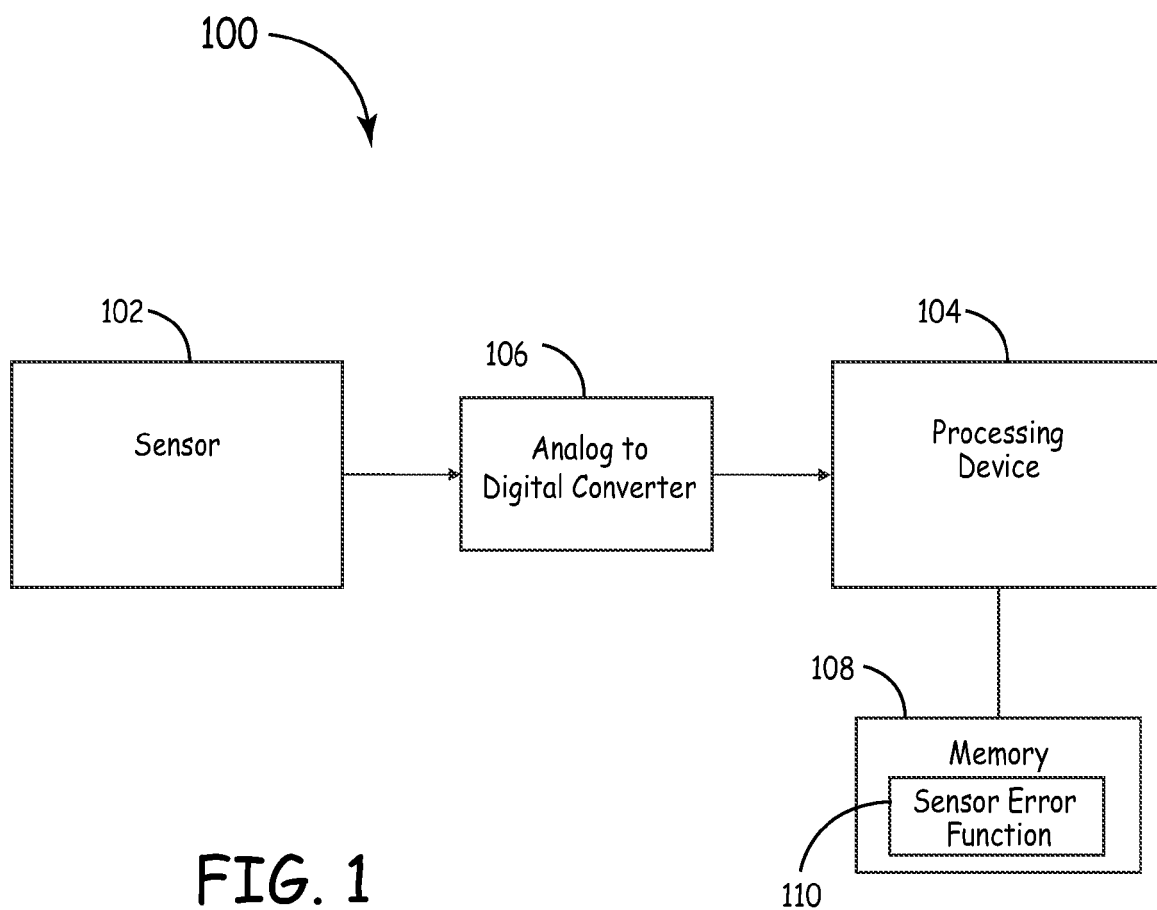 100
102
104
106
Sensor
Analog to
Digital Converter
Processing
Device
108
Memory
Sensor Error
Function
110
FIG. 1